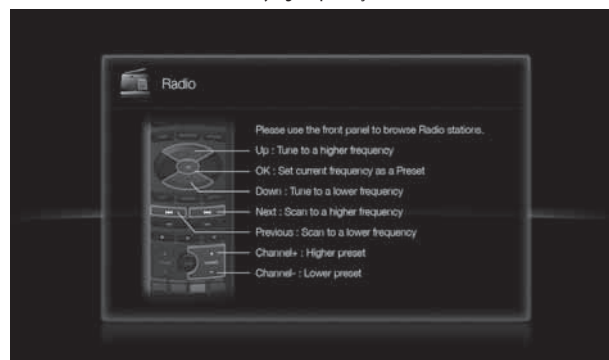 Radio
Please use the front panel to browse Radio stations.
Up : Tune to a higher frequency
OK : Set current frequency as a Preset
Down : Tune to a lower frequency
Next : Scan to a higher frequency
Previous : Scan to a lower frequency
Channel+ : Higher preset
Channel- : Lower preset